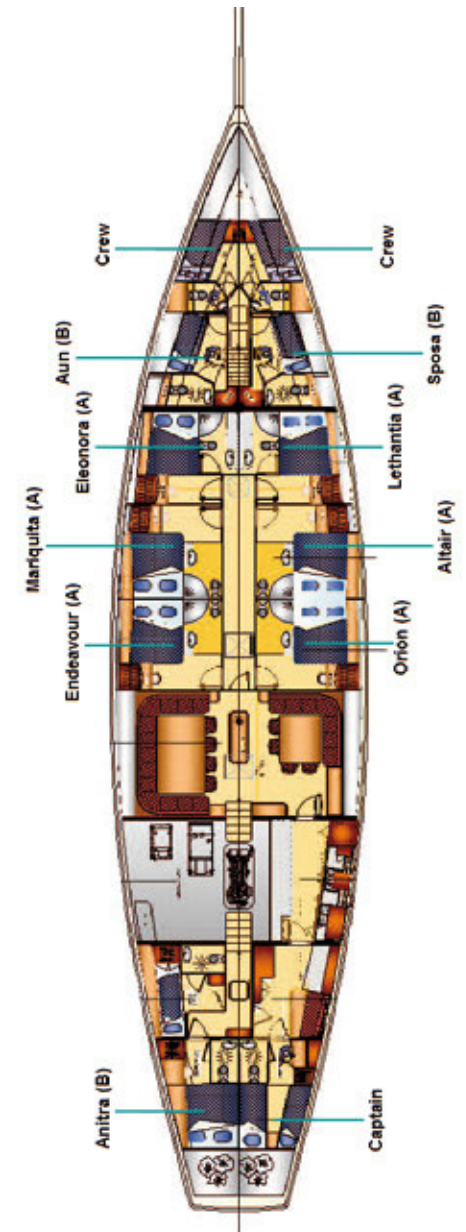 Crew
Crew
Aun (B)
Sposa (B)
Eleonora (A)
Lethantia (A)
Mariquita (A)
Altair (A)
Endeavour (A)
Orion (A)
Anitra (B)
Captain